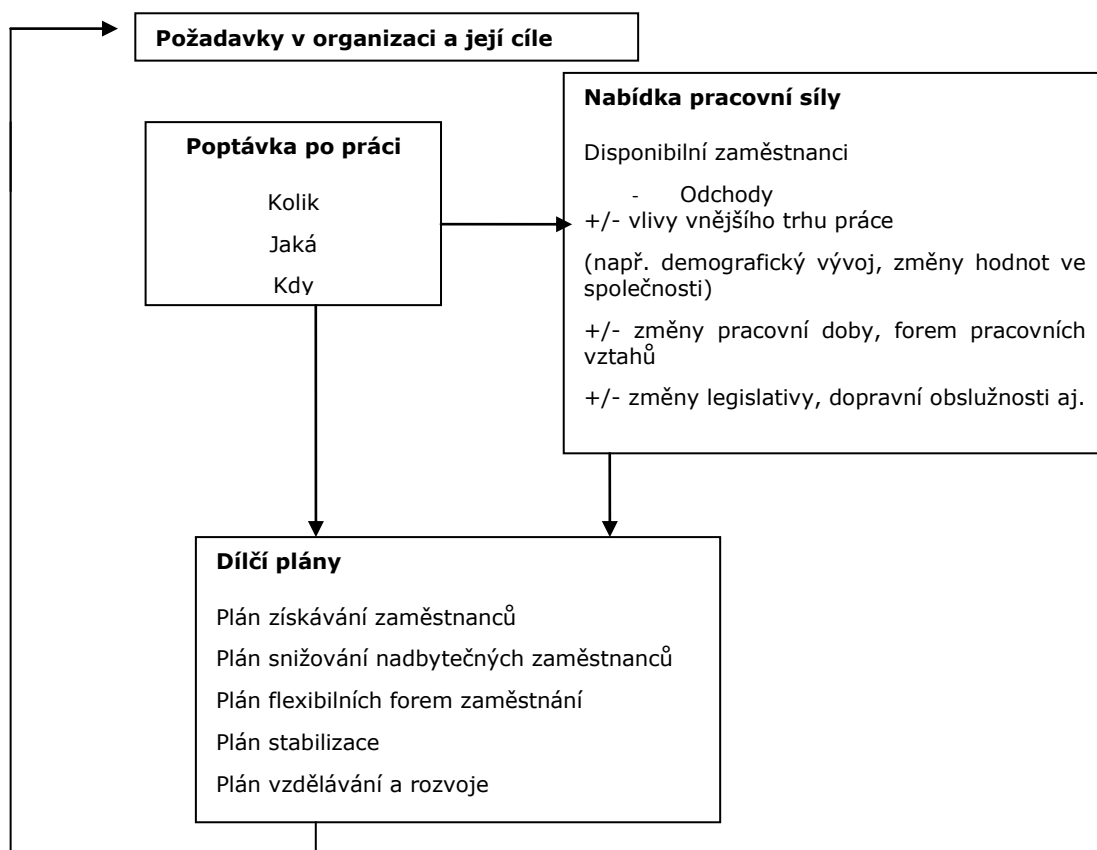 Požadavky v organizaci a její cíle
Poptávka po práci
Kolik
Jaká
Kdy
Nabídka pracovní síly
Disponibilní zaměstnanci
- Odchody
+/- vlivy vnějšího trhu práce
(např. demografický vývoj, změny hodnot ve
společnosti)
+/- změny pracovní doby, forem pracovních
vztahů
+/- změny legislativy, dopravní obslužnosti aj.
Dílčí plány
Plán získávání zaměstnanců
Plán snižování nadbytečných zaměstnanců
Plán flexibilních forem zaměstnání
Plán stabilizace
Plán vzdělávání a rozvoje